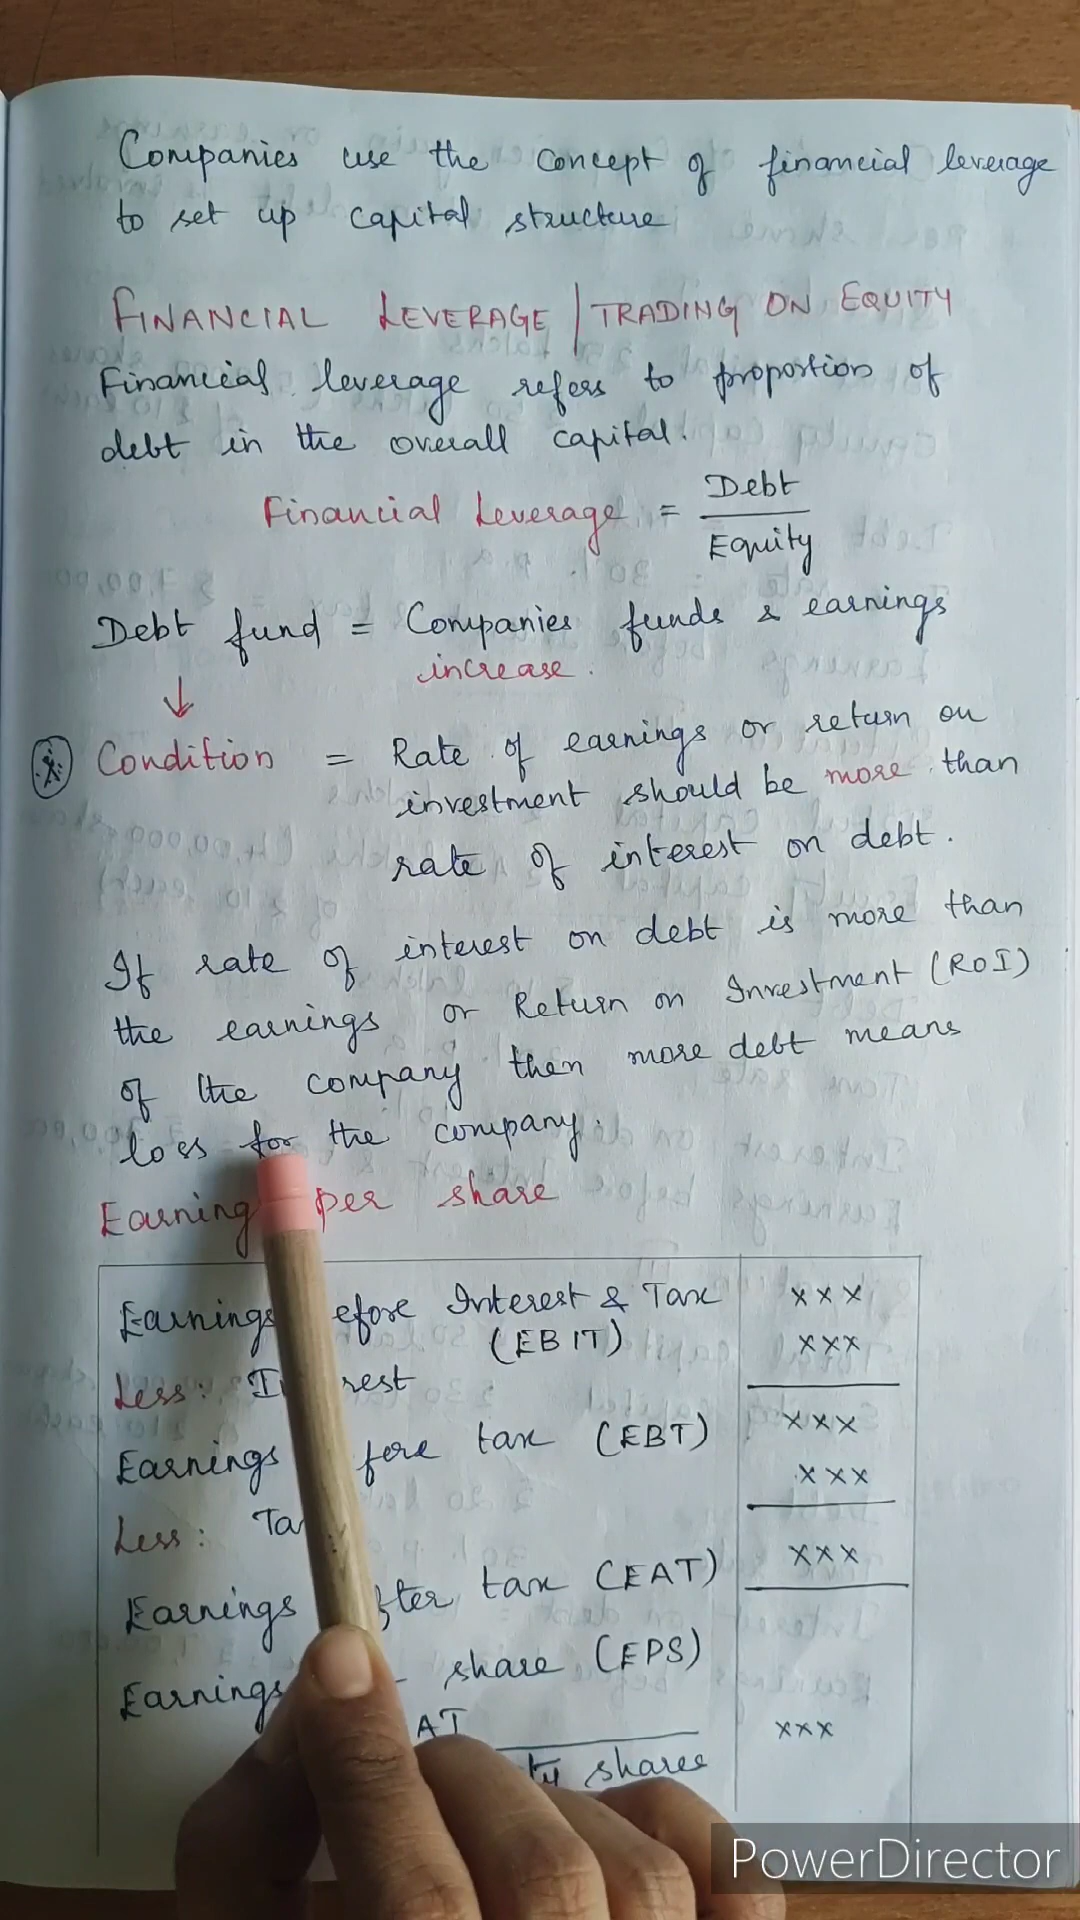 Companies use the concept of financial leverage
to set up capital structure
FINANCIAL LEVERAGE | TRADING ON EQUITY
Financial leverage refers to proportion of
debt in the overall capital.
Financial Leverage = Debt
Equity
Debt fund = Companies funds & earnings
increase.
Condition = Rate of earnings or return on
investment should be more than
rate of interest on debt.
If rate of interest on debt is more than
the earnings or Return on Investment (ROI)
of the company then more debt means
loss for the company.
Earning per share
Earnings efore Interest & Tax xxx
(EBIT) xxx
Less: I rest
Earnings fore tax (EBT) xxx
xxx
Less: Ta
Earnings fter tax (EAT) xxx
Earnings share (EPS)
AT xxx
ty shares
PowerDirector